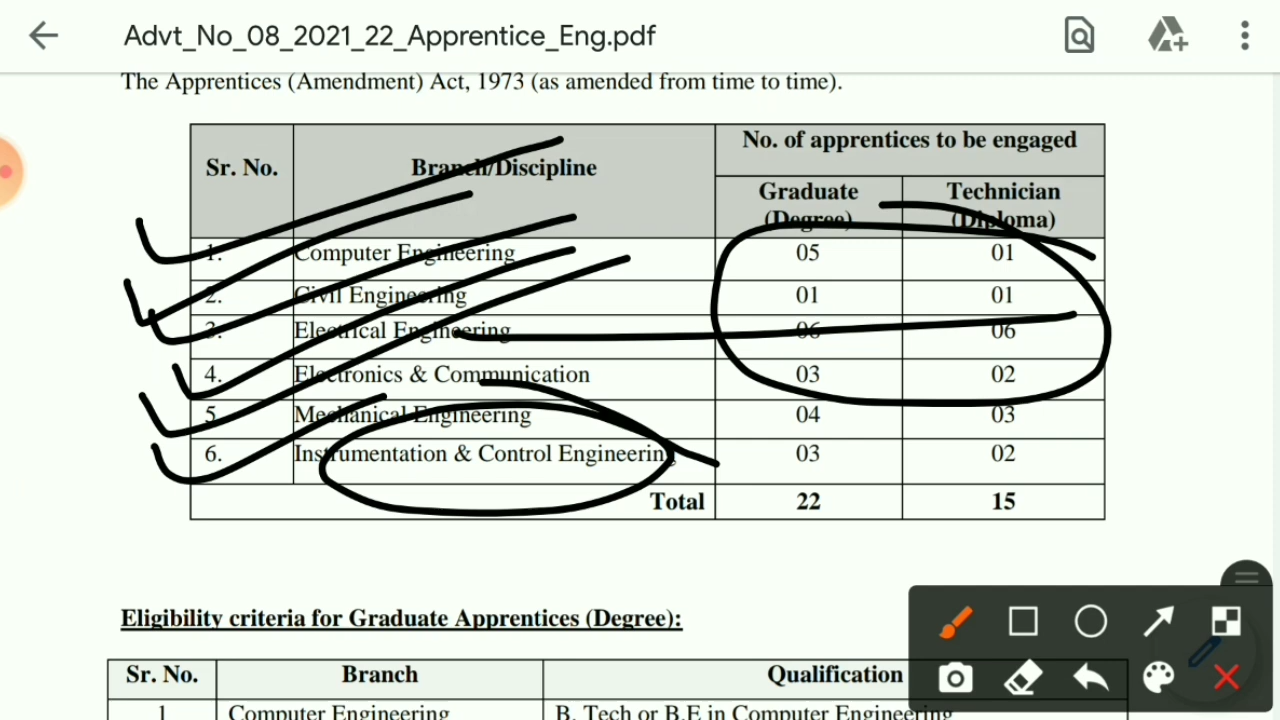 Advt_No_08_2021_22_Apprentice_Eng.pdf
The Apprentices (Amendment) Act, 1973 (as amended from time to time).
Sr. No. Branch/Discipline No. of apprentices to be engaged
Graduate (Degree) Technician (Diploma)
1. Computer Engineering 05 01
2. Civil Engineering 01 01
3. Electrical Engineering 06 06
4. Electronics & Communication 03 02
5. Mechanical Engineering 04 03
6. Instrumentation & Control Engineering 03 02
Total 22 15
Eligibility criteria for Graduate Apprentices (Degree):
Sr. No. Branch Qualification
1 Computer Engineering B. Tech or B.E in Computer Engineering